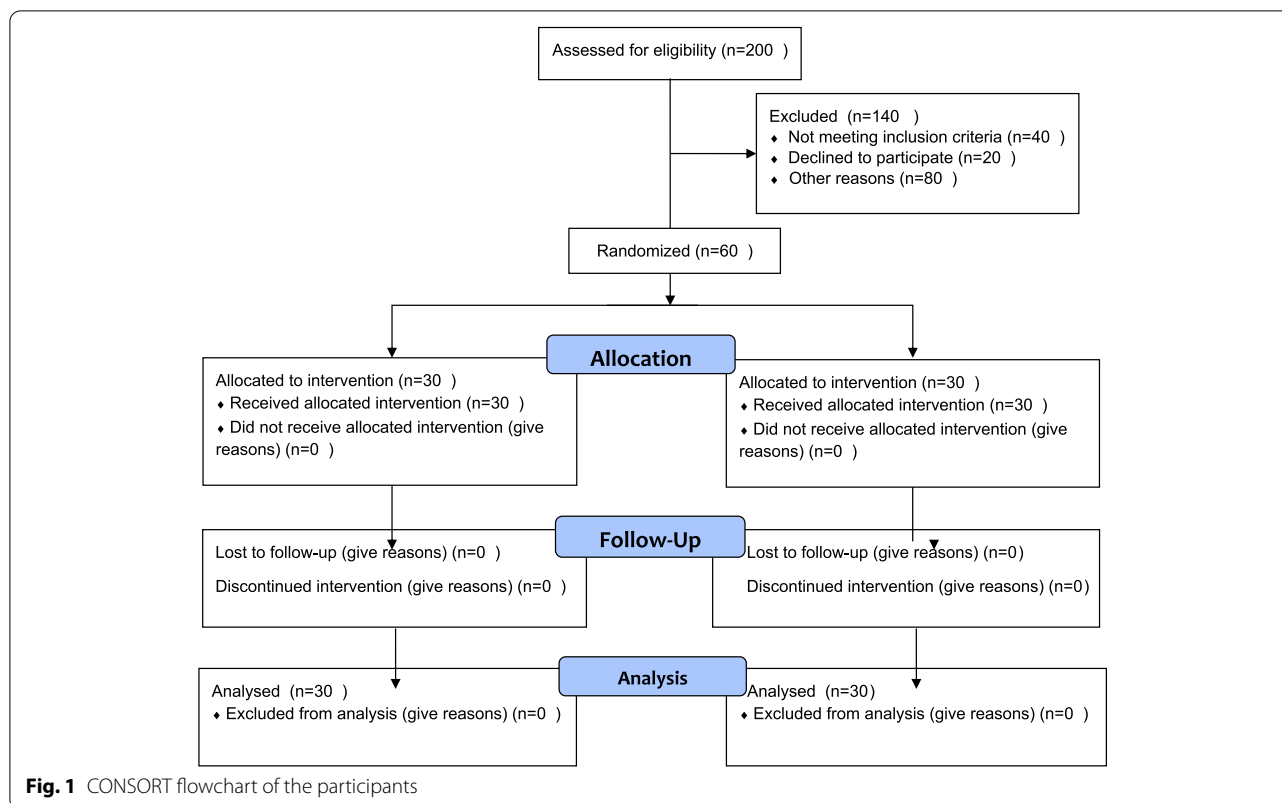 Assessed for eligibility (n=200 )
Excluded (n=140 )
♦ Not meeting inclusion criteria (n=40 )
♦ Declined to participate (n=20 )
♦ Other reasons (n=80 )
Randomized (n=60 )
Allocation
Allocated to intervention (n=30 )
♦ Received allocated intervention (n=30 )
♦ Did not receive allocated intervention (give
reasons) (n=0 )
Allocated to intervention (n=30 )
♦ Received allocated intervention (n=30 )
♦ Did not receive allocated intervention (give
reasons) (n=0 )
Follow-Up
Lost to follow-up (give reasons) (n=0 )
Discontinued intervention (give reasons) (n=0 )
Lost to follow-up (give reasons) (n=0)
Discontinued intervention (give reasons) (n=0)
Analysis
Analysed (n=30 )
♦ Excluded from analysis (give reasons) (n=0 )
Analysed (n=30)
♦ Excluded from analysis (give reasons) (n=0 )
Fig. 1 CONSORT flowchart of the participants